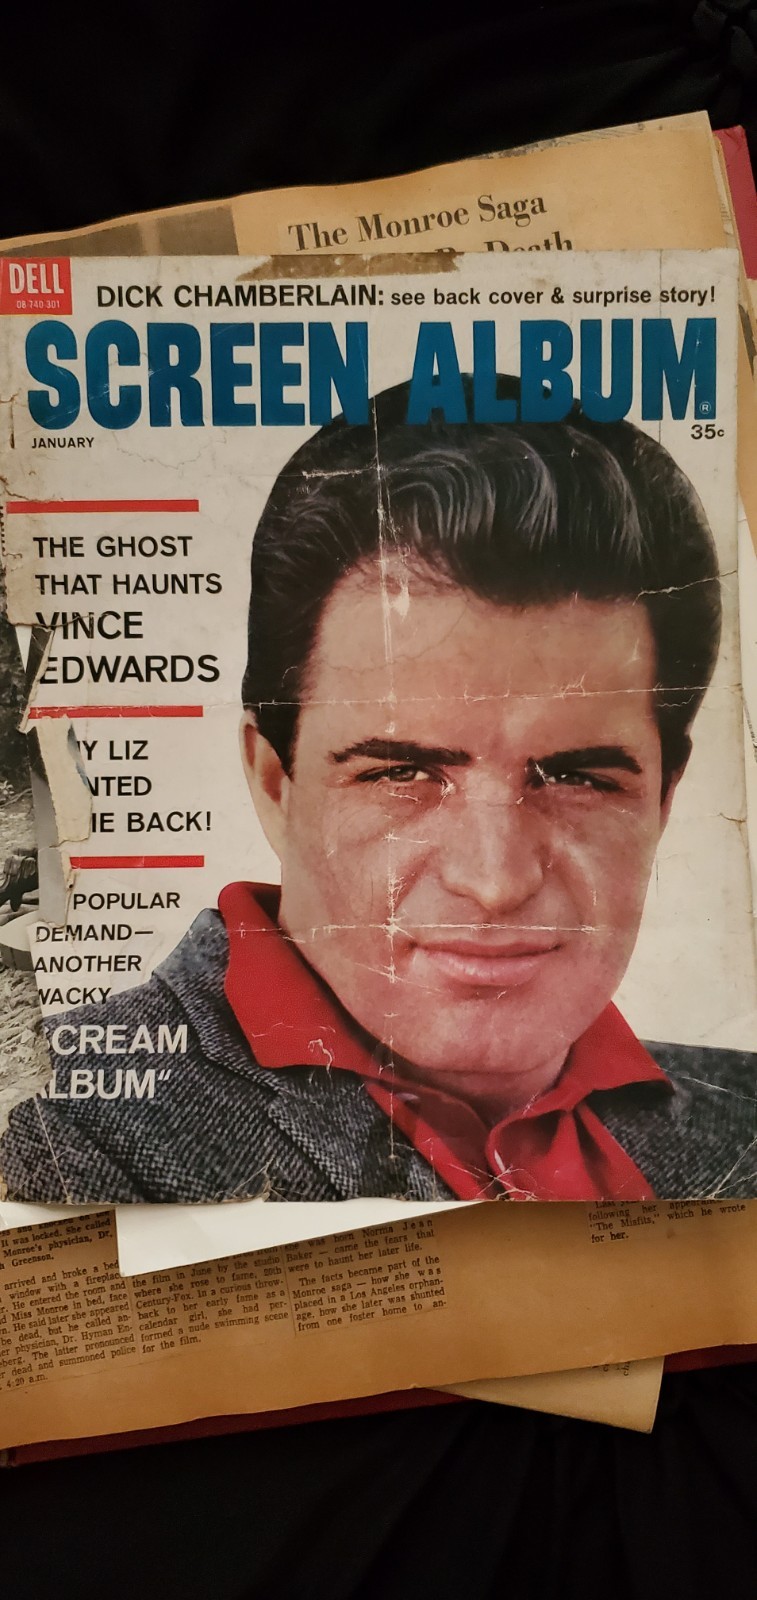 The Monroe Saga
Death
DELL
08-740-301
DICK CHAMBERLAIN: see back cover & surprise story!
SCREEN ALBUM
®
JANUARY
35c
THE GHOST
THAT HAUNTS
VINCE
EDWARDS
Y LIZ
NTED
IE BACK!
POPULAR
DEMAND—
ANOTHER
WACKY
CREAM
LBUM"
It was locked. She called
Monroe's physician, Dr.
Greenson.
arrived and broke a bed
window with a fireplace
r. He entered the room and
d Miss Monroe in bed, face
n. He said later she appeared
be dead, but he called an-
er physician, Dr. Hyman En-
berg. The latter pronounced
r dead and summoned police
4:20 a.m.
the film in June by the studio
where she rose to fame, 20th
Century-Fox. In a curious throw-
back to her early fame as a
calendar girl, she had per-
formed a nude swimming scene
for the film.
was born Norma Jean
Baker — came the fears that
were to haunt her later life.
The facts became part of the
Monroe saga — how she was
placed in a Los Angeles orphan-
age, how she later was shunted
from one foster home to an-
following her
"The Misfits," which he wrote
for her.